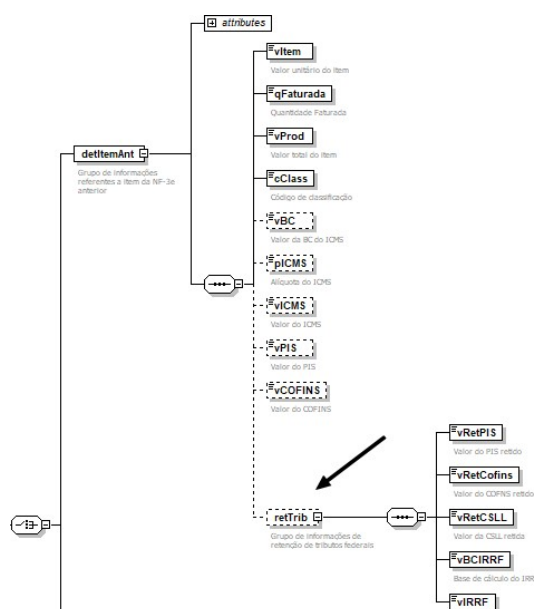 attributes
vItem
Valor unitário do item
qFaturada
Quantidade Faturada
vProd
Valor total do item
detItemAnt
Grupo de informações
referentes a item da NF-3e
anterior
cClass
Código de classificação
vBC
Valor da BC do ICMS
pICMS
Alíquota do ICMS
vICMS
Valor do ICMS
vPIS
Valor do PIS
vCOFINS
Valor do COFINS
retTrib
Grupo de informações de
retenção de tributos federais
vRetPIS
Valor do PIS retido
vRetCofins
Valor do COFNS retido
vRetCSLL
Valor da CSLL retida
vBCIRRF
Base de cálculo do IRR
vIRRF